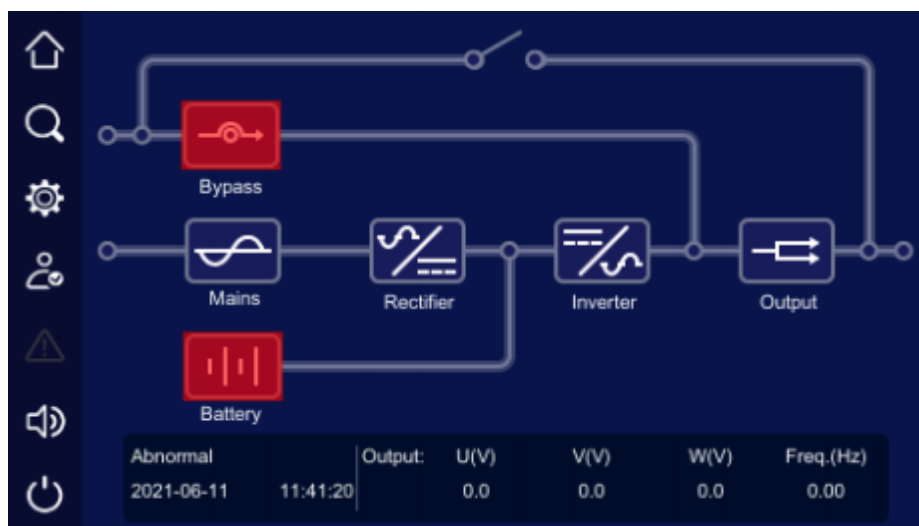 Bypass
Mains
Rectifier
Inverter
Output
Battery
Abnormal
Output: U(V) V(V) W(V) Freq.(Hz)
2021-06-11 11:41:20 0.0 0.0 0.0 0.00